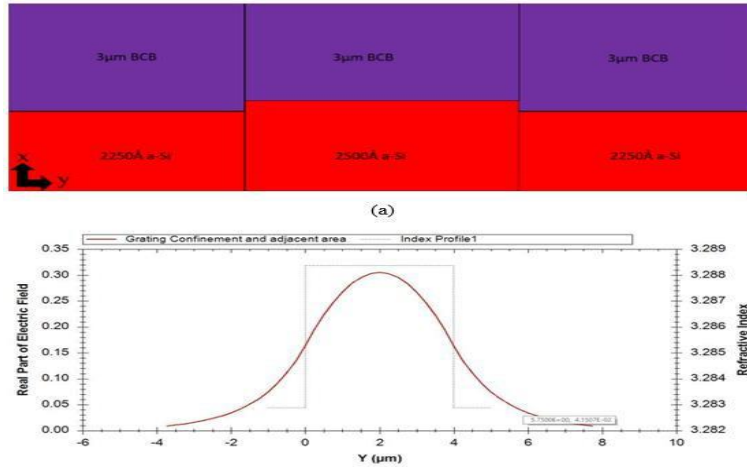 3µm BCB 3µm BCB 3µm BCB
2250Å a-Si 2500Å a-Si 2250Å a-Si
x
y
(a)
Grating Confinement and adjacent area Index Profile1
0.35 3.289
0.30 3.288
0.25 3.287
0.20 3.286
0.15 3.285
0.10 3.284
0.05 3.283
0.00 3.282
Real Part of Electric Field
Refractive Index
-6 -4 -2 0 2 4 6 8 10
Y (µm)